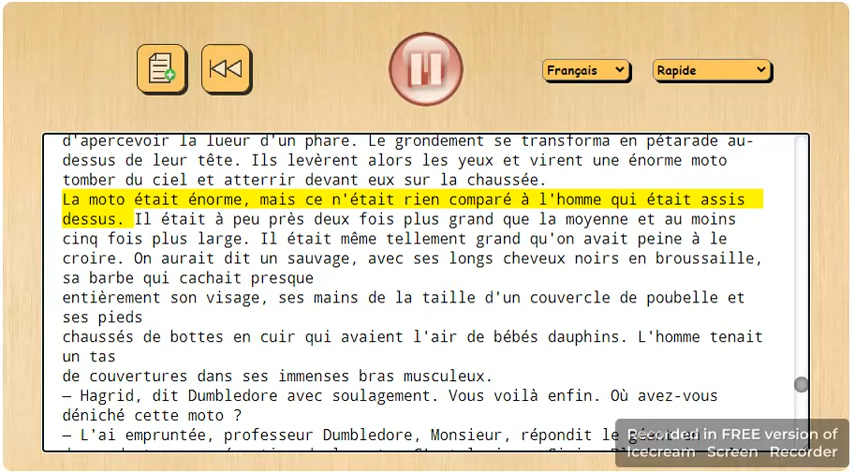 Français
Rapide
d'apercevoir la lueur d'un phare. Le grondement se transforma en pétarade au-
dessus de leur tête. Ils levèrent alors les yeux et virent une énorme moto
tomber du ciel et atterrir devant eux sur la chaussée.
La moto était énorme, mais ce n'était rien comparé à l'homme qui était assis
dessus. Il était à peu près deux fois plus grand que la moyenne et au moins
cinq fois plus large. Il était même tellement grand qu'on avait peine à le
croire. On aurait dit un sauvage, avec ses longs cheveux noirs en broussaille,
sa barbe qui cachait presque
entièrement son visage, ses mains de la taille d'un couvercle de poubelle et
ses pieds
chaussés de bottes en cuir qui avaient l'air de bébés dauphins. L'homme tenait
un tas
de couvertures dans ses immenses bras musculeux.
— Hagrid, dit Dumbledore avec soulagement. Vous voilà enfin. Où avez-vous
déniché cette moto ?
— L'ai empruntée, professeur Dumbledore, Monsieur, répondit le
Recorded in FREE version of
Icecream Screen Recorder